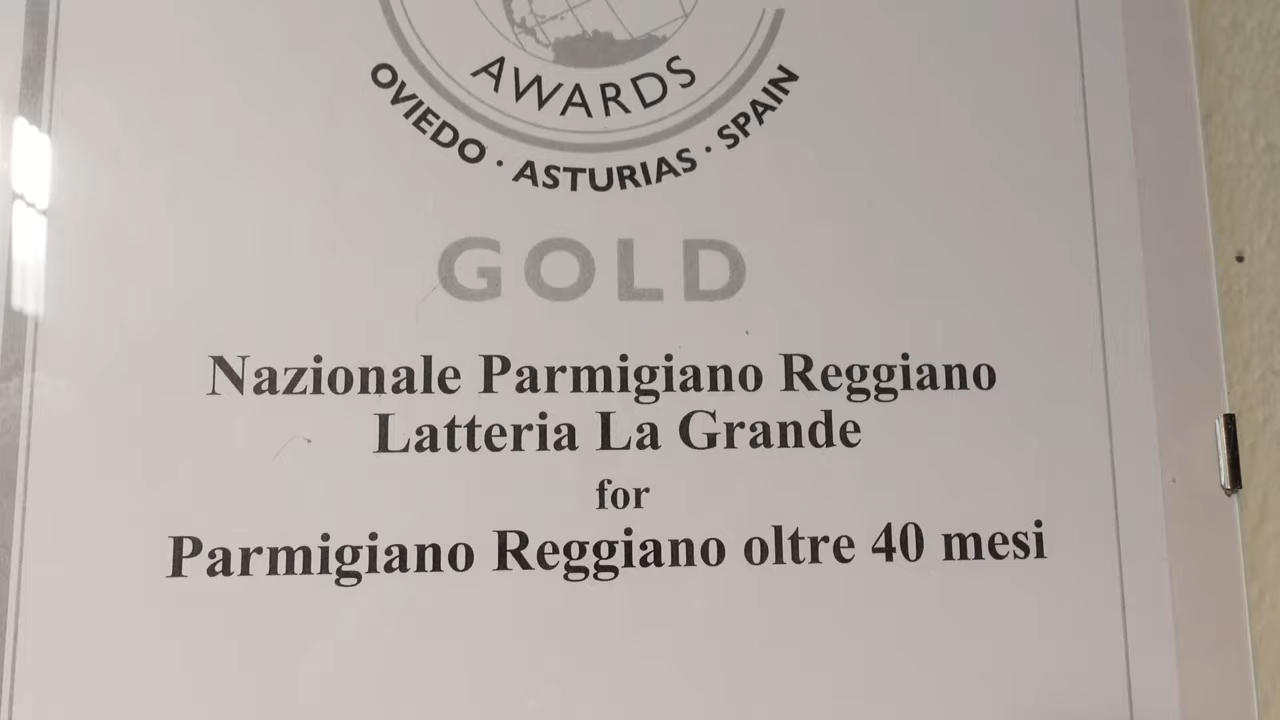 AWARDS
OVIEDO · ASTURIAS · SPAIN
GOLD
Nazionale Parmigiano Reggiano
Latteria La Grande
for
Parmigiano Reggiano oltre 40 mesi